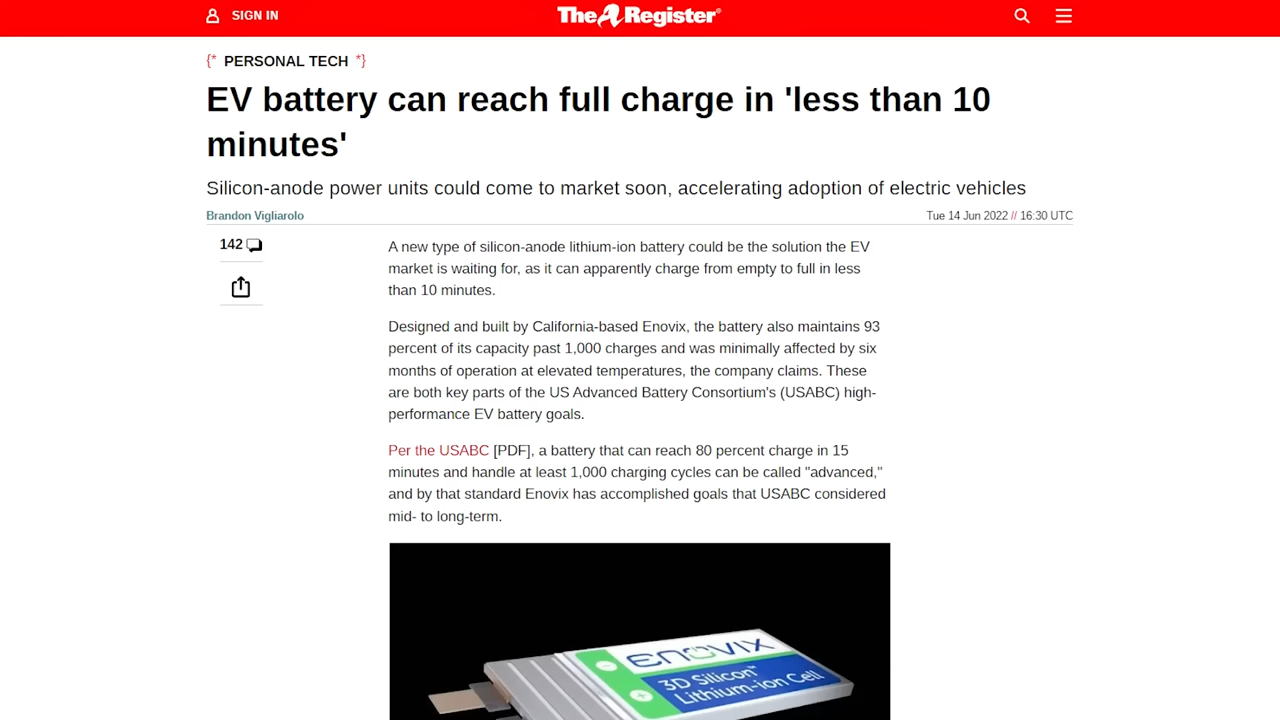 SIGN IN
The Register®
{* PERSONAL TECH *}
EV battery can reach full charge in 'less than 10
minutes'
Silicon-anode power units could come to market soon, accelerating adoption of electric vehicles
Brandon Vigliarolo
Tue 14 Jun 2022 // 16:30 UTC
142
A new type of silicon-anode lithium-ion battery could be the solution the EV
market is waiting for, as it can apparently charge from empty to full in less
than 10 minutes.
Designed and built by California-based Enovix, the battery also maintains 93
percent of its capacity past 1,000 charges and was minimally affected by six
months of operation at elevated temperatures, the company claims. These
are both key parts of the US Advanced Battery Consortium's (USABC) high-
performance EV battery goals.
Per the USABC [PDF], a battery that can reach 80 percent charge in 15
minutes and handle at least 1,000 charging cycles can be called "advanced,"
and by that standard Enovix has accomplished goals that USABC considered
mid- to long-term.
ENOVIX
3D Silicon™
Lithium-ion Cell